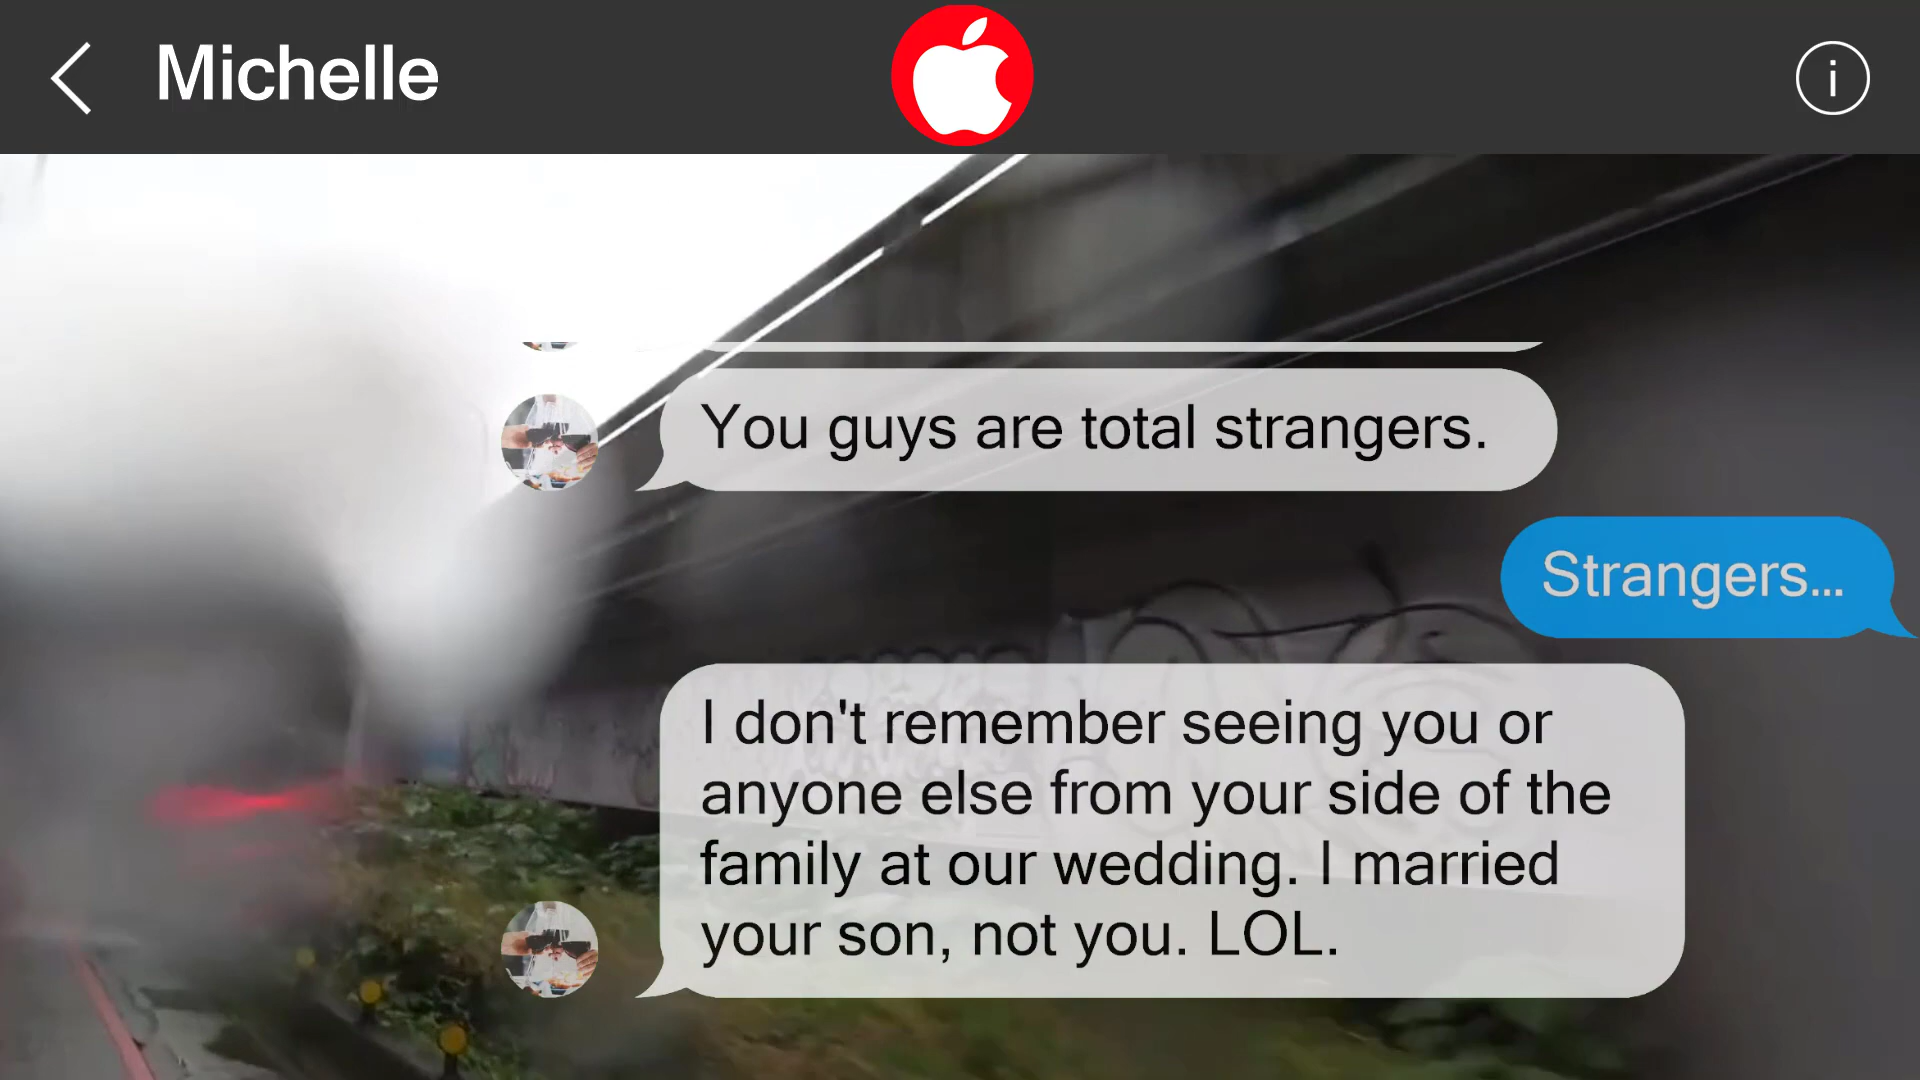 Michelle
i
You guys are total strangers.
Strangers...
I don't remember seeing you or
anyone else from your side of the
family at our wedding. I married
your son, not you. LOL.